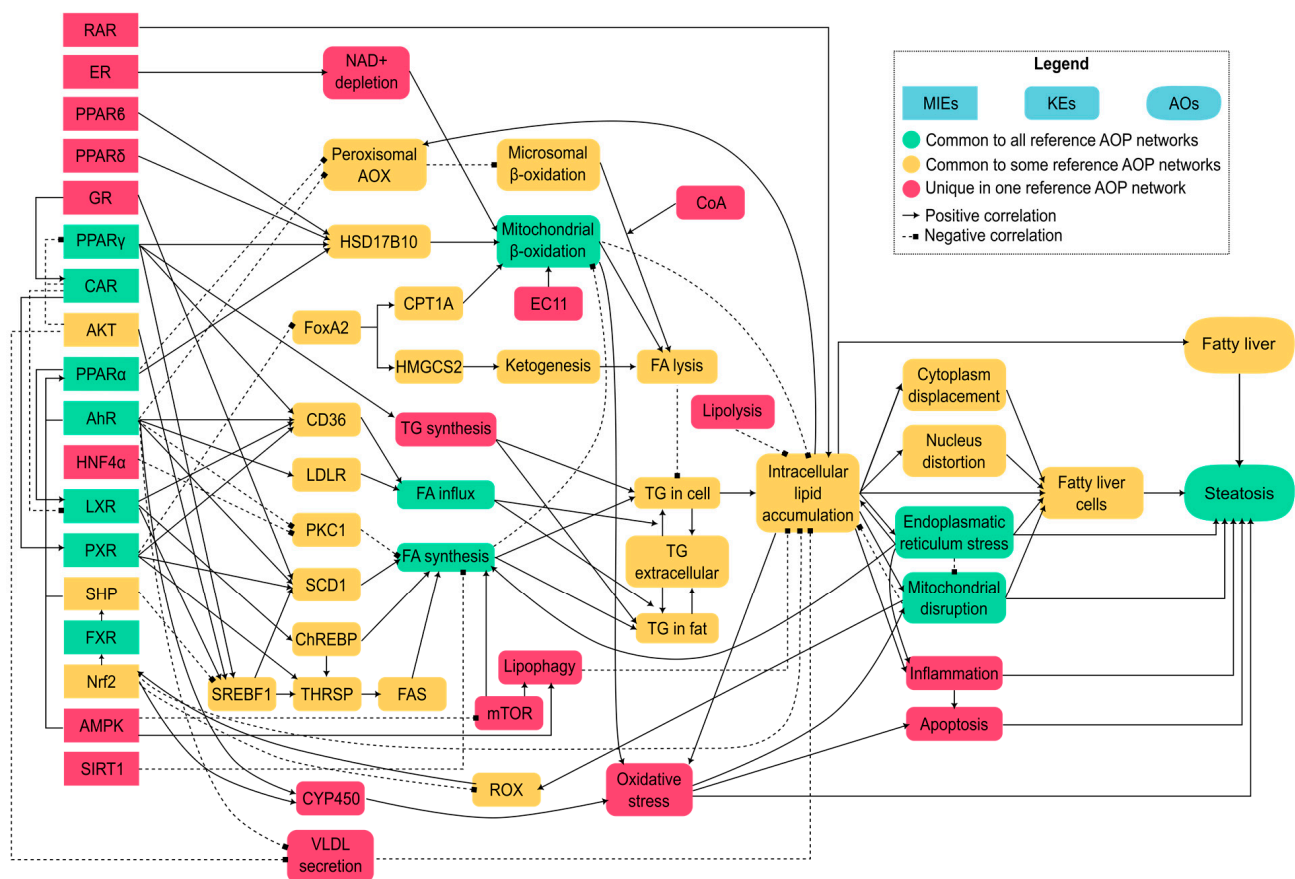 RAR
ER
PPARϐ
PPARδ
GR
PPARγ
CAR
AKT
PPARα
AhR
HNF4α
LXR
PXR
SHP
FXR
Nrf2
AMPK
SIRT1
NAD+
depletion
Peroxisomal
AOX
Microsomal
β-oxidation
CoA
HSD17B10
Mitochondrial
β-oxidation
EC11
FoxA2
CPT1A
HMGCS2
Ketogenesis
FA lysis
CD36
TG synthesis
Lipolysis
LDLR
FA influx
PKC1
FA synthesis
SCD1
ChREBP
SREBF1
THRSP
FAS
TG in cell
TG
extracellular
TG in fat
Lipophagy
mTOR
CYP450
ROX
VLDL
secretion
Oxidative
stress
Intracellular
lipid
accumulation
Cytoplasm
displacement
Nucleus
distortion
Fatty liver
cells
Endoplasmatic
reticulum stress
Mitochondrial
disruption
Inflammation
Apoptosis
Fatty liver
Steatosis
Legend
MIEs
KEs
AOs
Common to all reference AOP networks
Common to some reference AOP networks
Unique in one reference AOP network
Positive correlation
Negative correlation